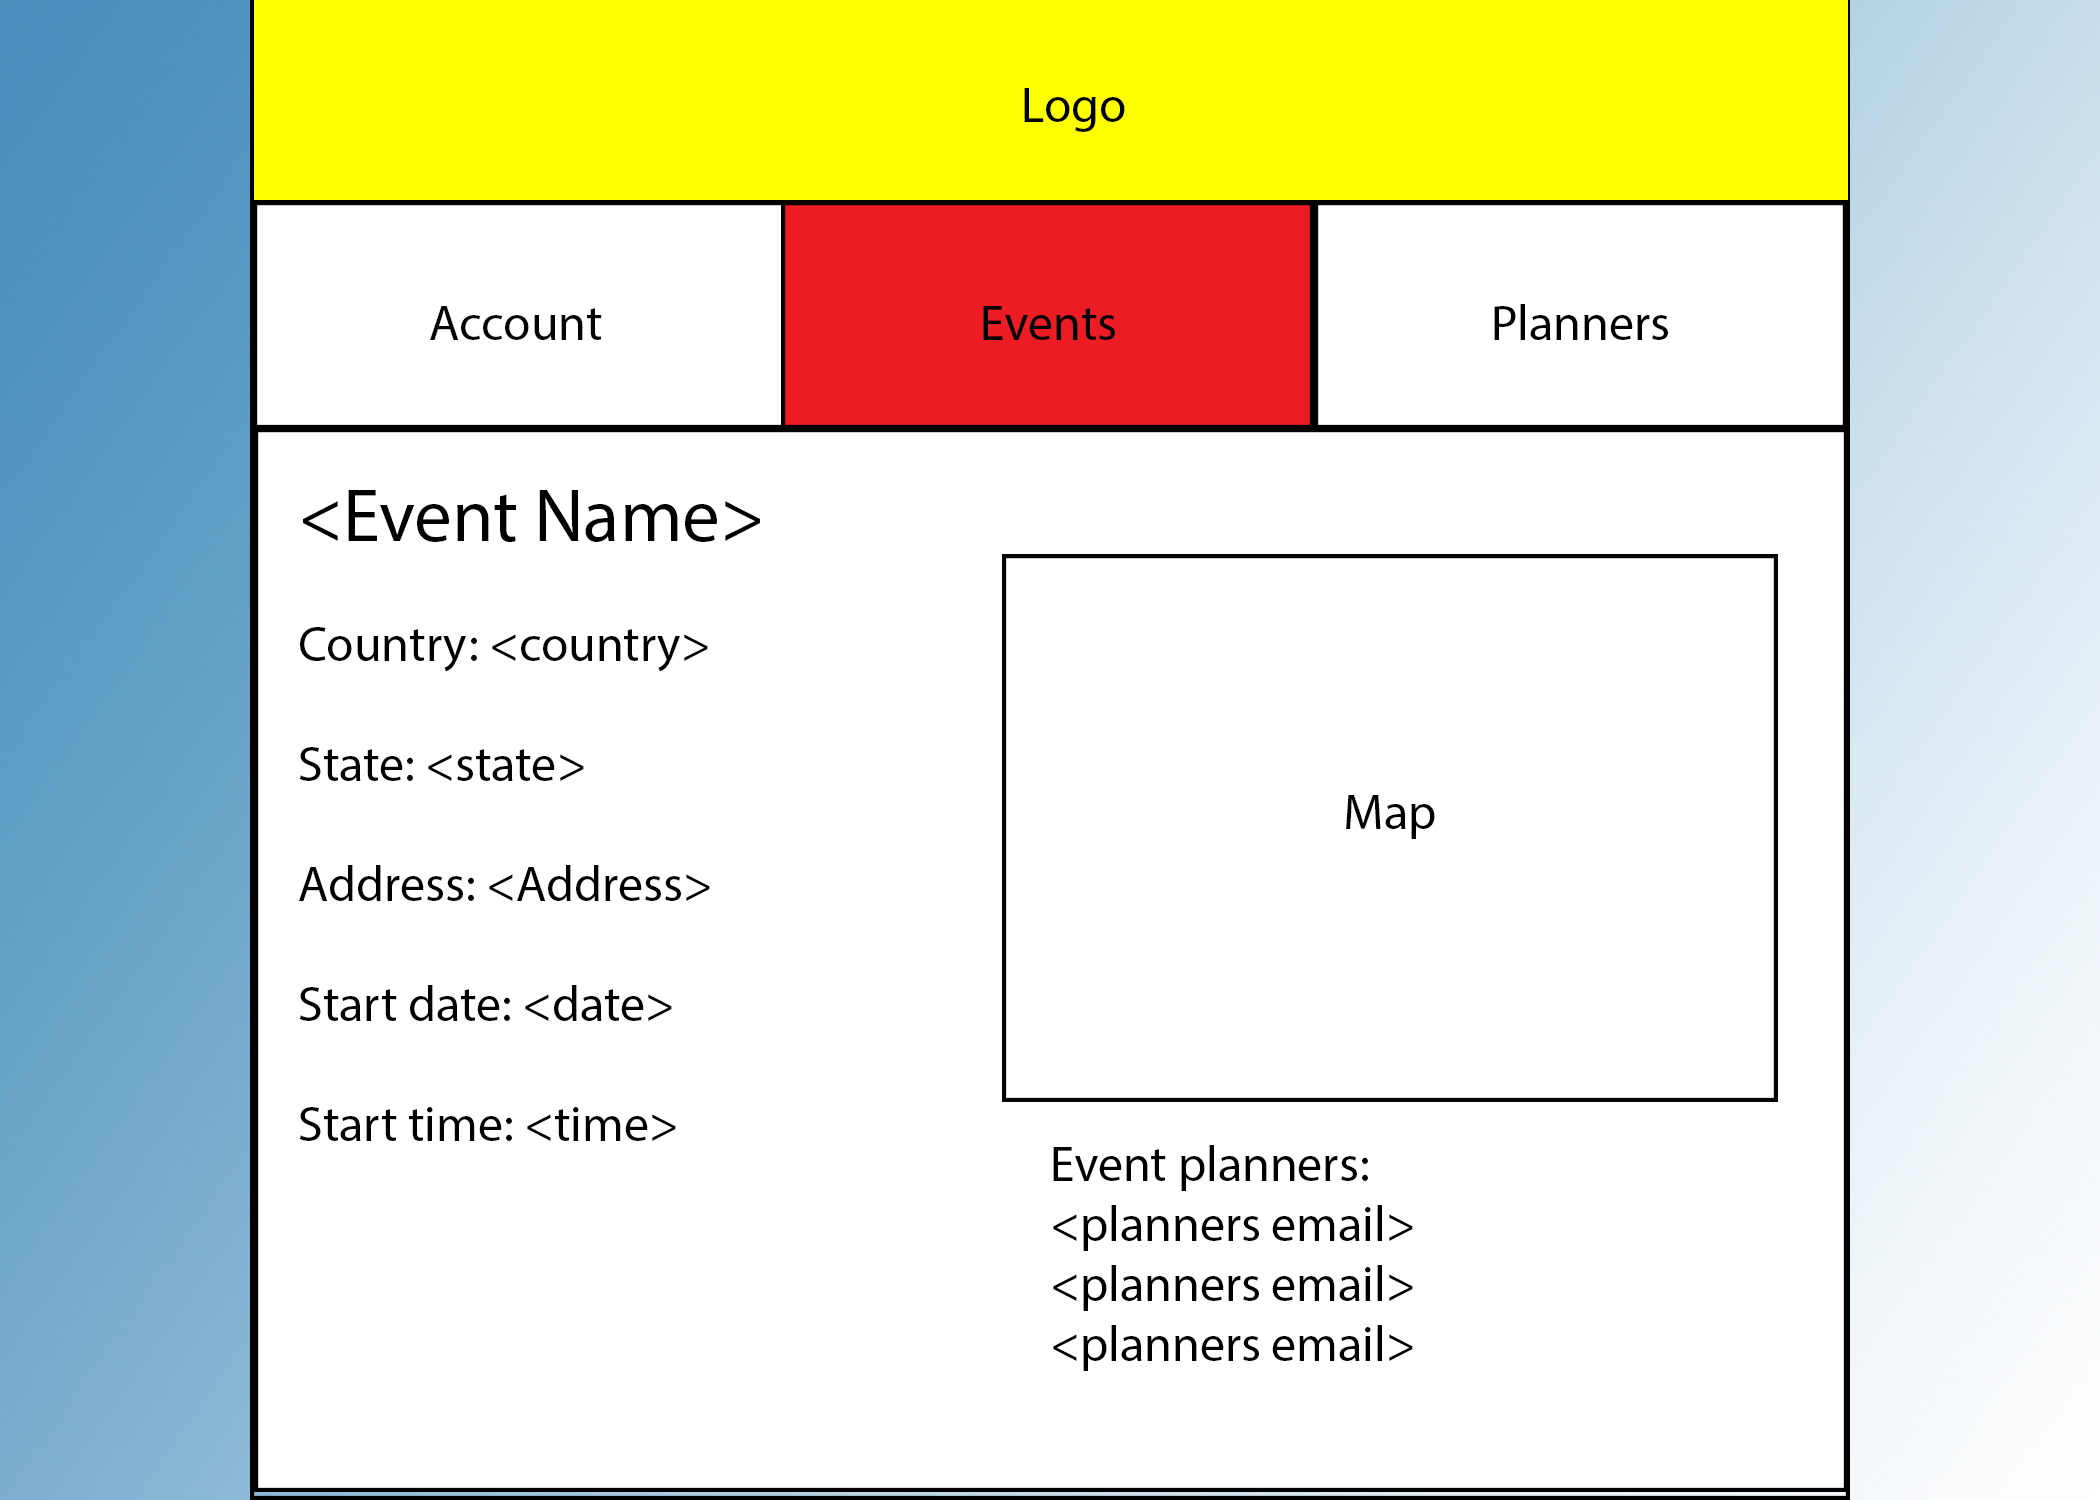 Logo
Account
Events
Planners
<Event Name>
Country: <country>
State: <state>
Address: <Address>
Start date: <date>
Start time: <time>
Map
Event planners:
<planners email>
<planners email>
<planners email>